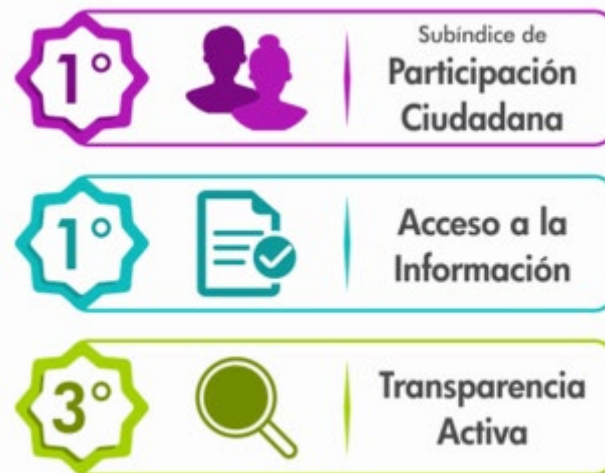 1°
Subíndice de
Participación
Ciudadana
1°
Acceso a la
Información
3°
Transparencia
Activa